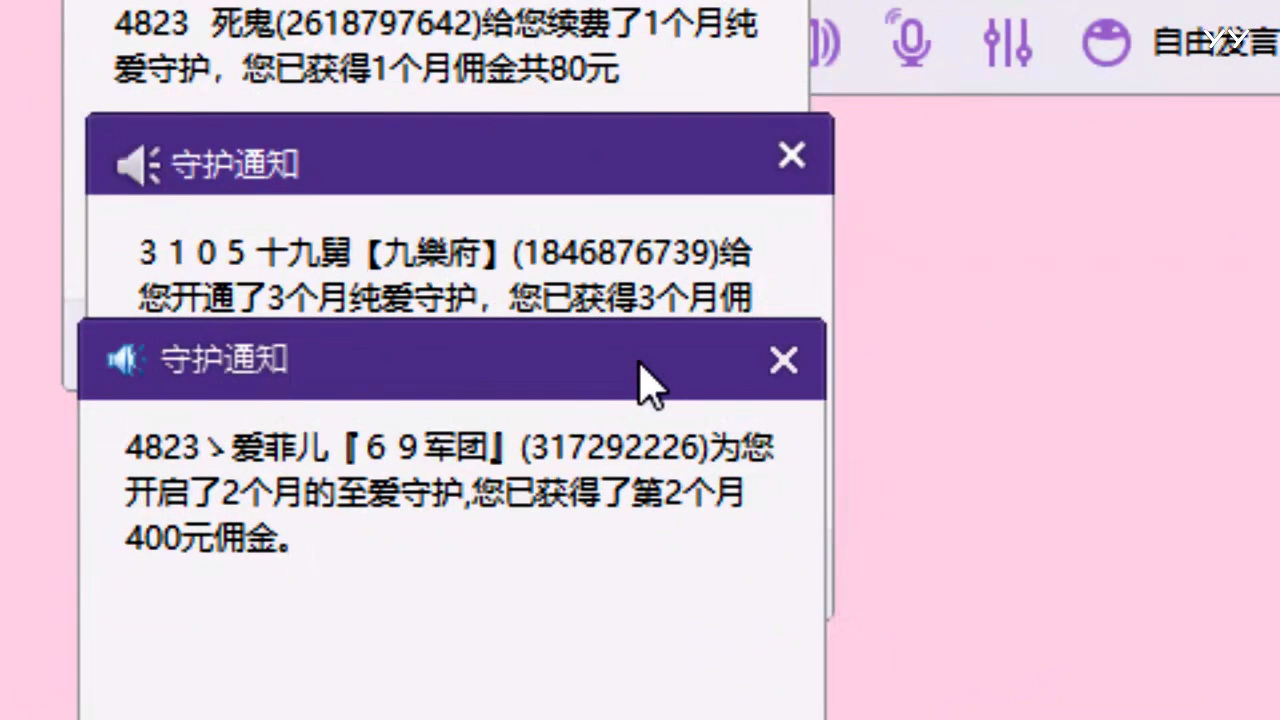 4823 死鬼(2618797642)给您续费了1个月纯
爱守护，您已获得1个月佣金共80元
自由发言
YY
守护通知
3 1 0 5 十九舅【九樂府】(1846876739)给
您开通了3个月纯爱守护，您已获得3个月佣
守护通知
4823ゝ爱菲儿『6 9军团』(317292226)为您
开启了2个月的至爱守护,您已获得了第2个月
400元佣金。